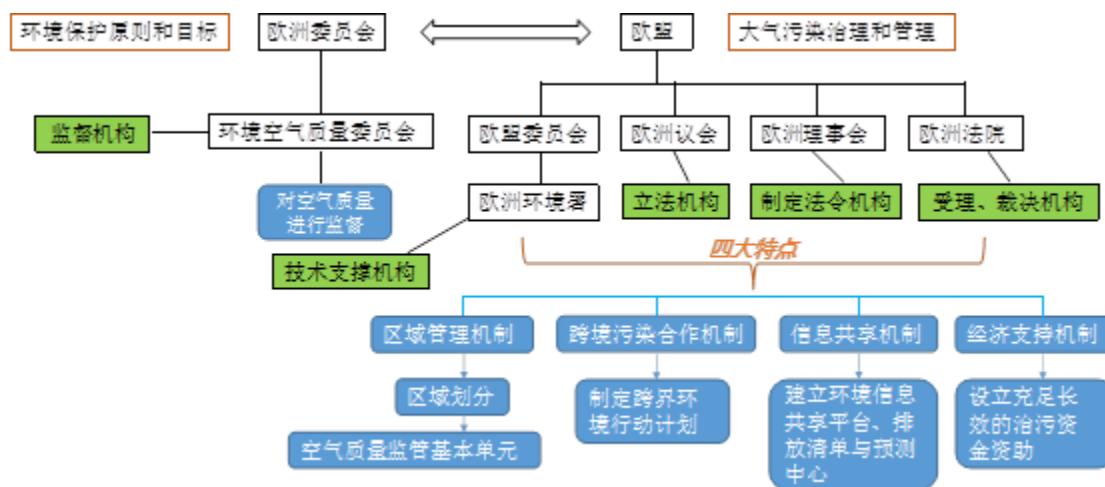 环境保护原则和目标
欧洲委员会
欧盟
大气污染治理和管理
监督机构
环境空气质量委员会
欧盟委员会
欧洲议会
欧洲理事会
欧洲法院
对空气质量
进行监督
欧洲环境署
立法机构
制定法令机构
受理、裁决机构
四大特点
技术支撑机构
区域管理机制
跨境污染合作机制
信息共享机制
经济支持机制
区域划分
制定跨界环
境行动计划
建立环境信息
共享平台、排
放清单与预测
中心
设立充足长
效的治污资
金资助
空气质量监管基本单元